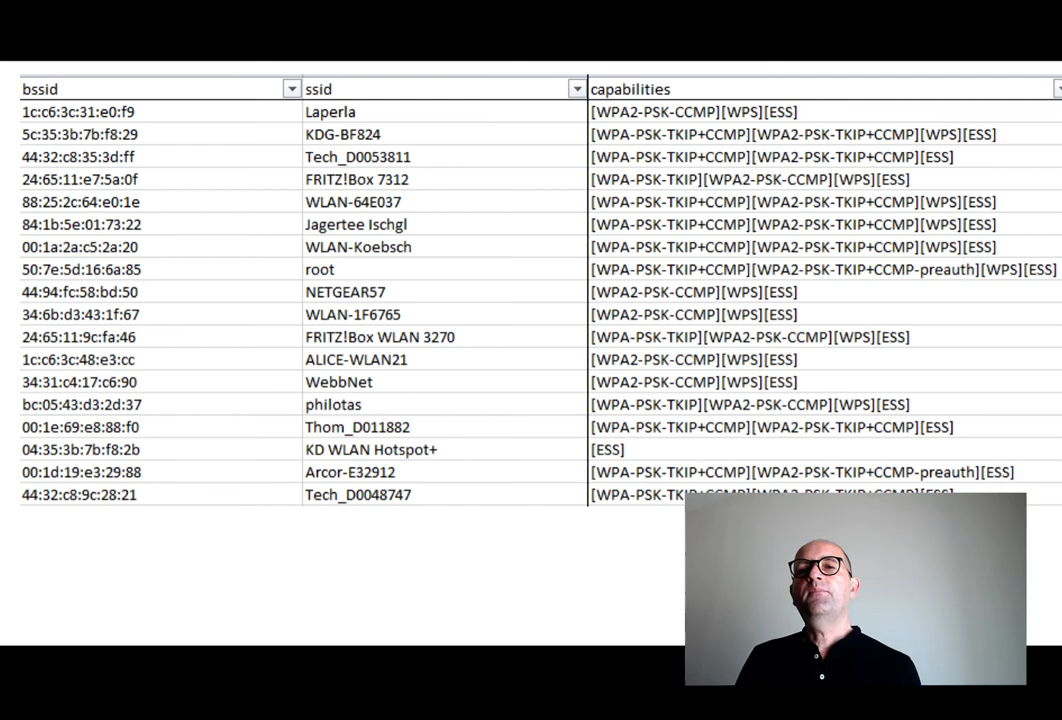 bssid ssid capabilities
1c:c6:3c:31:e0:f9 Laperla [WPA2-PSK-CCMP][WPS][ESS]
5c:35:3b:7b:f8:29 KDG-BF824 [WPA-PSK-TKIP+CCMP][WPA2-PSK-TKIP+CCMP][WPS][ESS]
44:32:c8:35:3d:ff Tech_D0053811 [WPA-PSK-TKIP+CCMP][WPA2-PSK-TKIP+CCMP][ESS]
24:65:11:e7:5a:0f FRITZ!Box 7312 [WPA-PSK-TKIP][WPA2-PSK-CCMP][WPS][ESS]
88:25:2c:64:e0:1e WLAN-64E037 [WPA-PSK-TKIP+CCMP][WPA2-PSK-TKIP+CCMP][WPS][ESS]
84:1b:5e:01:73:22 Jagertee Ischgl [WPA-PSK-TKIP+CCMP][WPA2-PSK-TKIP+CCMP][WPS][ESS]
00:1a:2a:c5:2a:20 WLAN-Koebsch [WPA-PSK-TKIP+CCMP][WPA2-PSK-TKIP+CCMP][WPS][ESS]
50:7e:5d:16:6a:85 root [WPA-PSK-TKIP+CCMP][WPA2-PSK-TKIP+CCMP-preauth][WPS][ESS]
44:94:fc:58:bd:50 NETGEAR57 [WPA2-PSK-CCMP][WPS][ESS]
34:6b:d3:43:1f:67 WLAN-1F6765 [WPA2-PSK-CCMP][WPS][ESS]
24:65:11:9c:fa:46 FRITZ!Box WLAN 3270 [WPA-PSK-TKIP][WPA2-PSK-CCMP][WPS][ESS]
1c:c6:3c:48:e3:cc ALICE-WLAN21 [WPA2-PSK-CCMP][WPS][ESS]
34:31:c4:17:c6:90 WebbNet [WPA2-PSK-CCMP][WPS][ESS]
bc:05:43:d3:2d:37 philotas [WPA-PSK-TKIP][WPA2-PSK-CCMP][WPS][ESS]
00:1e:69:e8:88:f0 Thom_D011882 [WPA-PSK-TKIP+CCMP][WPA2-PSK-TKIP+CCMP][ESS]
04:35:3b:7b:f8:2b KD WLAN Hotspot+ [ESS]
00:1d:19:e3:29:88 Arcor-E32912 [WPA-PSK-TKIP+CCMP][WPA2-PSK-TKIP+CCMP-preauth][ESS]
44:32:c8:9c:28:21 Tech_D0048747 [WPA-PSK-TKIP+CCMP][WPA2-PSK-TKIP+CCMP][ESS]